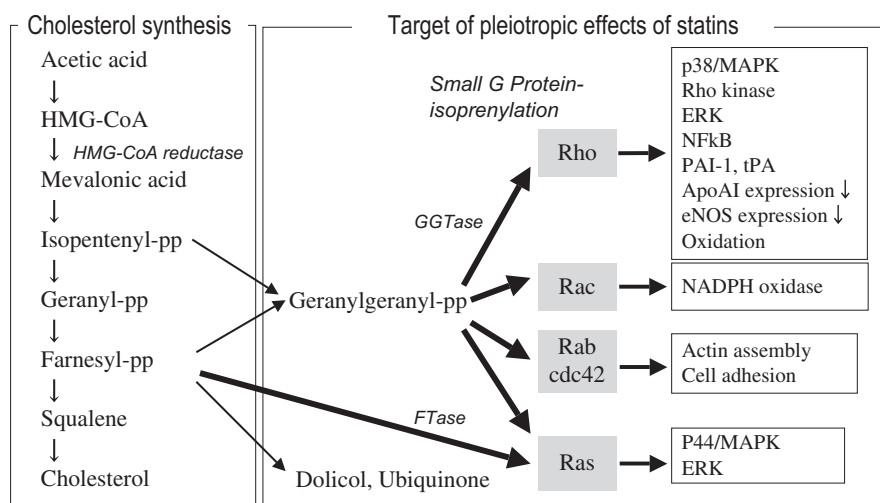 Cholesterol synthesis
Acetic acid
HMG-CoA
HMG-CoA reductase
Mevalonic acid
Isopentenyl-pp
Geranyl-pp
Farnesyl-pp
Squalene
Cholesterol
Target of pleiotropic effects of statins
Small G Protein-
isoprenylation
GGTase
Geranylgeranyl-pp
FTase
Dolicol, Ubiquinone
Rho
p38/MAPK
Rho kinase
ERK
NFkB
PAI-1, tPA
ApoAI expression ↓
eNOS expression ↓
Oxidation
Rac
NADPH oxidase
Rab
cdc42
Actin assembly
Cell adhesion
Ras
P44/MAPK
ERK